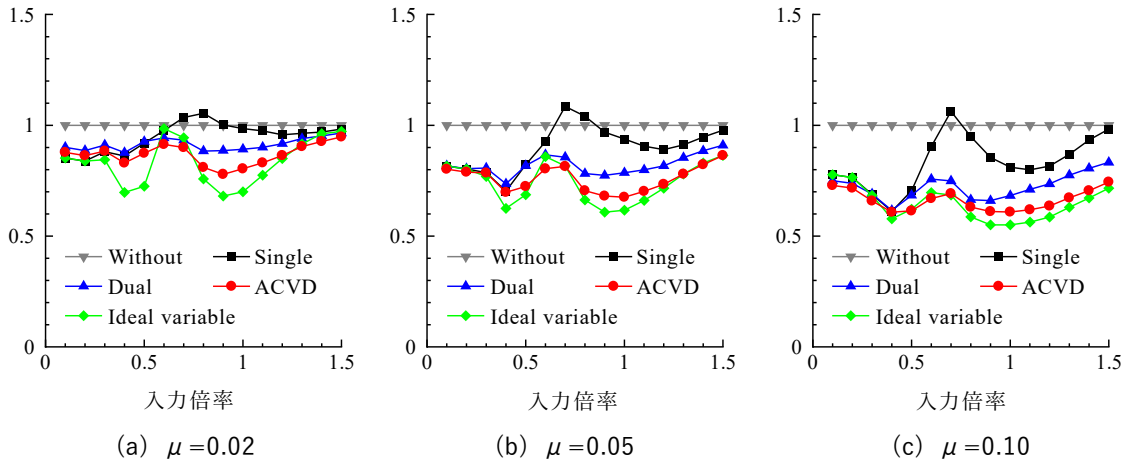 1.5
1
0.5
0
Without Single
Dual ACVD
Ideal variable
0 0.5 1 1.5
入力倍率
(a) μ=0.02
1.5
1
0.5
0
Without Single
Dual ACVD
Ideal variable
0 0.5 1 1.5
入力倍率
(b) μ=0.05
1.5
1
0.5
0
Without Single
Dual ACVD
Ideal variable
0 0.5 1 1.5
入力倍率
(c) μ=0.10